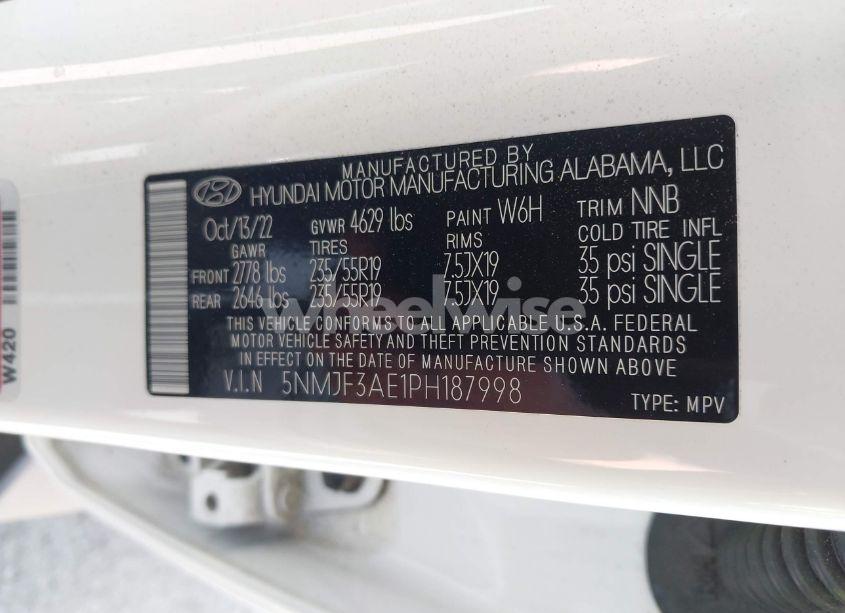 MANUFACTURED BY
HYUNDAI MOTOR MANUFACTURING ALABAMA, LLC
Oct/13/22 GVWR 4629 lbs PAINT W6H TRIM NNB
GAWR TIRES RIMS COLD TIRE INFL
FRONT 2778 lbs 235/55R19 7.5JX19 35 psi SINGLE
REAR 2646 lbs 235/55R19 7.5JX19 35 psi SINGLE
THIS VEHICLE CONFORMS TO ALL APPLICABLE U.S.A. FEDERAL
MOTOR VEHICLE SAFETY AND THEFT PREVENTION STANDARDS
IN EFFECT ON THE DATE OF MANUFACTURE SHOWN ABOVE
V.I.N 5NMJF3AE1PH187998
TYPE: MPV
W420
wheelwise